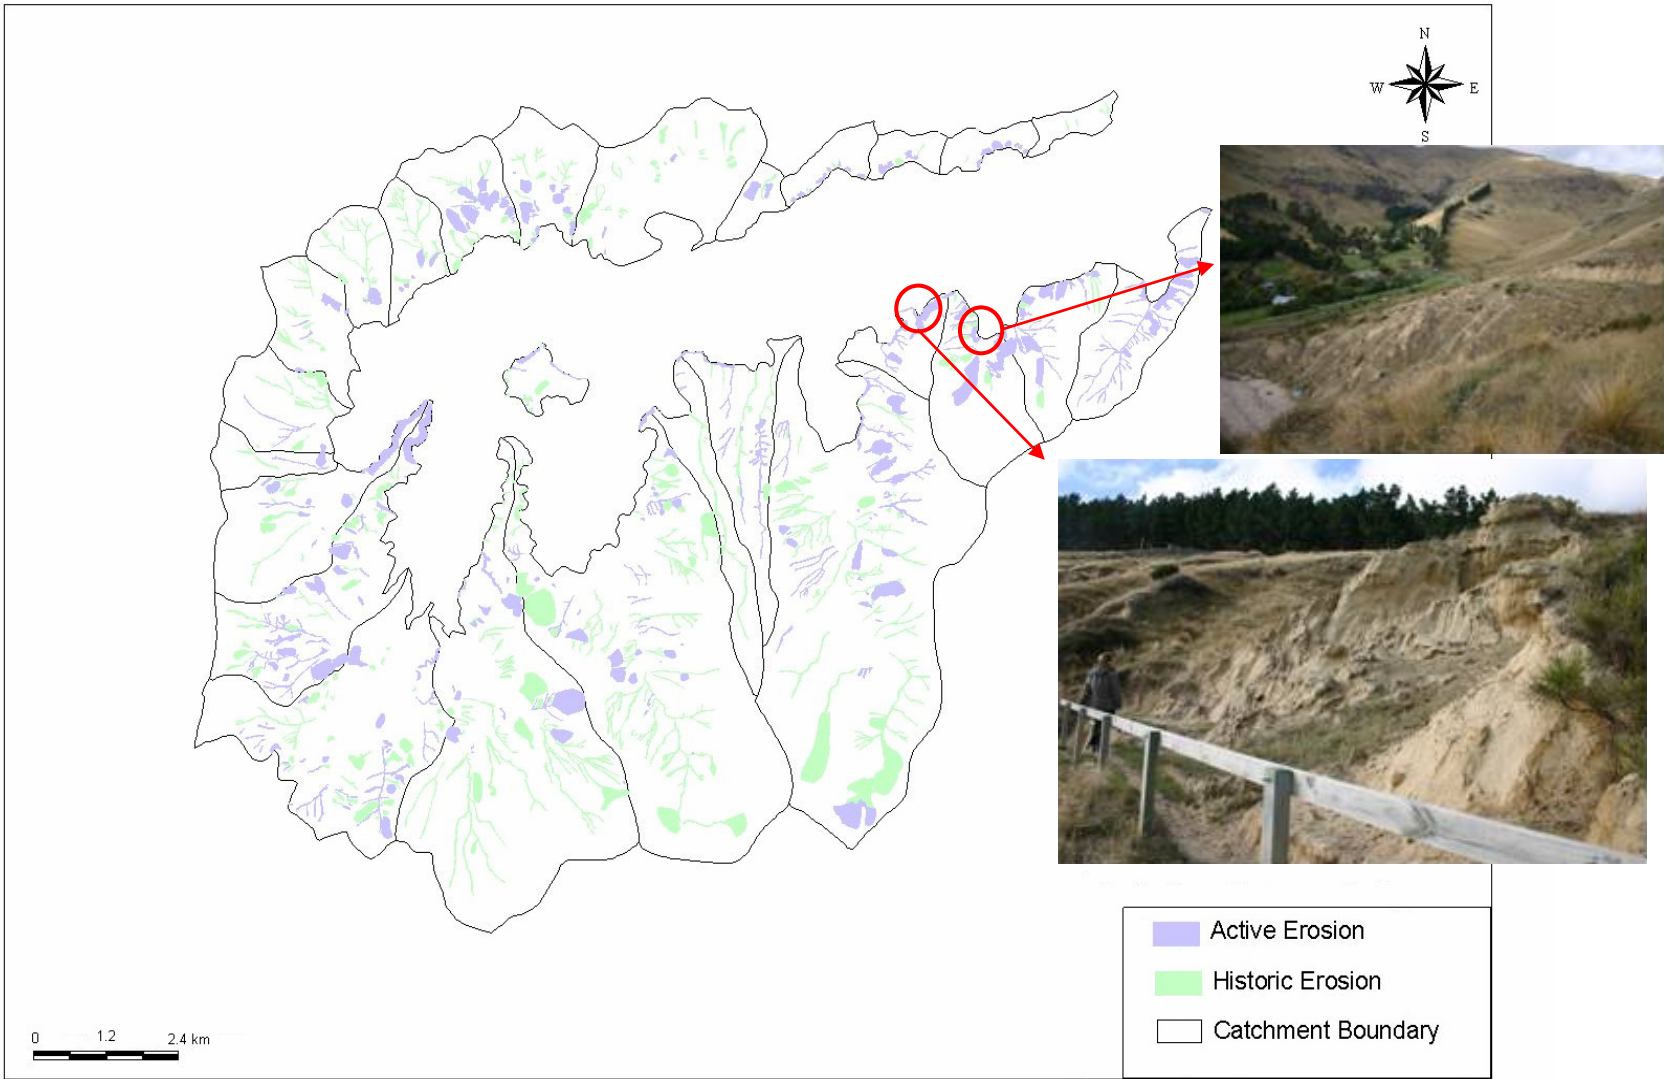 N
W E
S
Active Erosion
Historic Erosion
Catchment Boundary
0 1.2 2.4 km